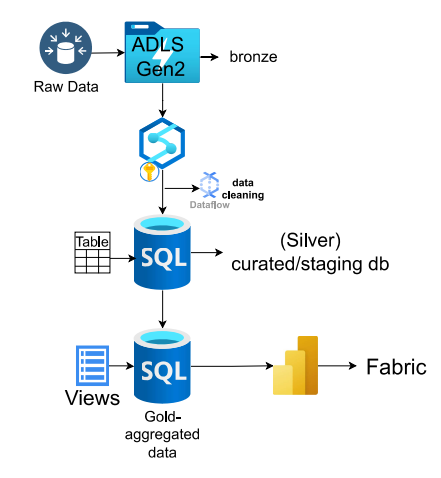 ADLS
Gen2
bronze
Raw Data
data
cleaning
Dataflow
Table
SQL
(Silver)
curated/staging db
SQL
Fabric
Views
Gold-
aggregated
data